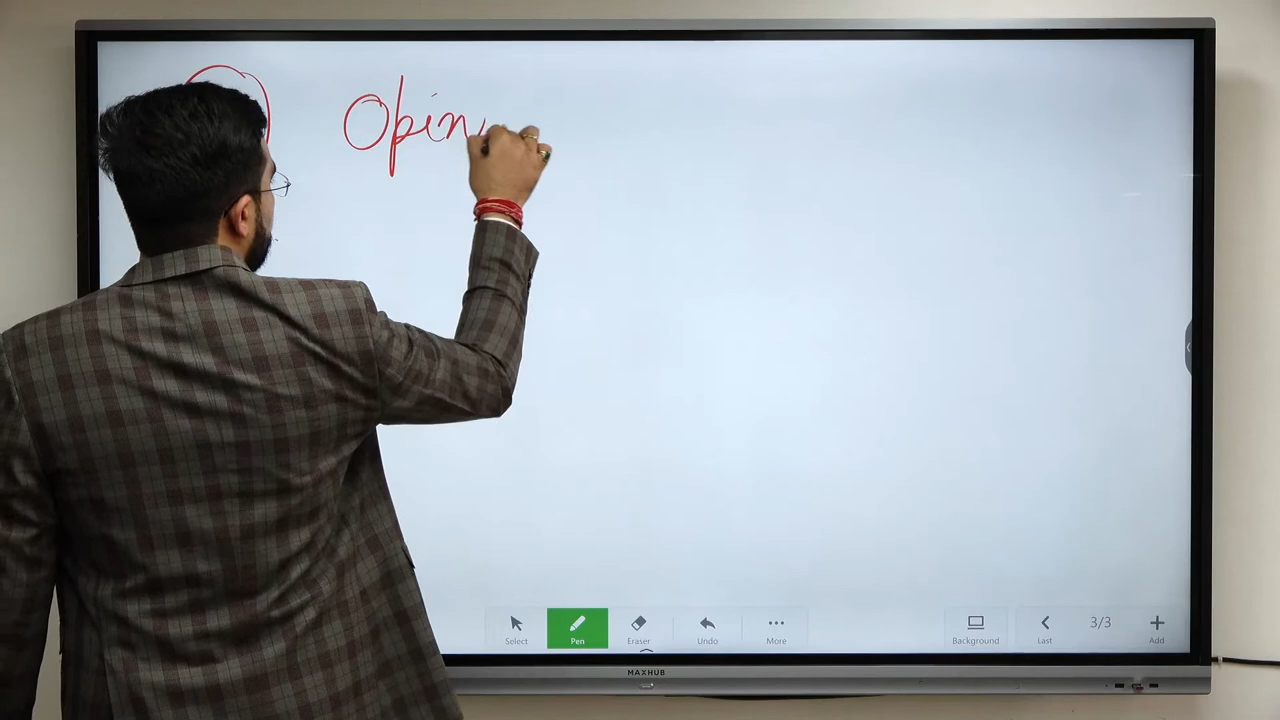 Opin
Select
Pen
Eraser
Undo
More
Background
Last
3/3
Add
MAXHUB